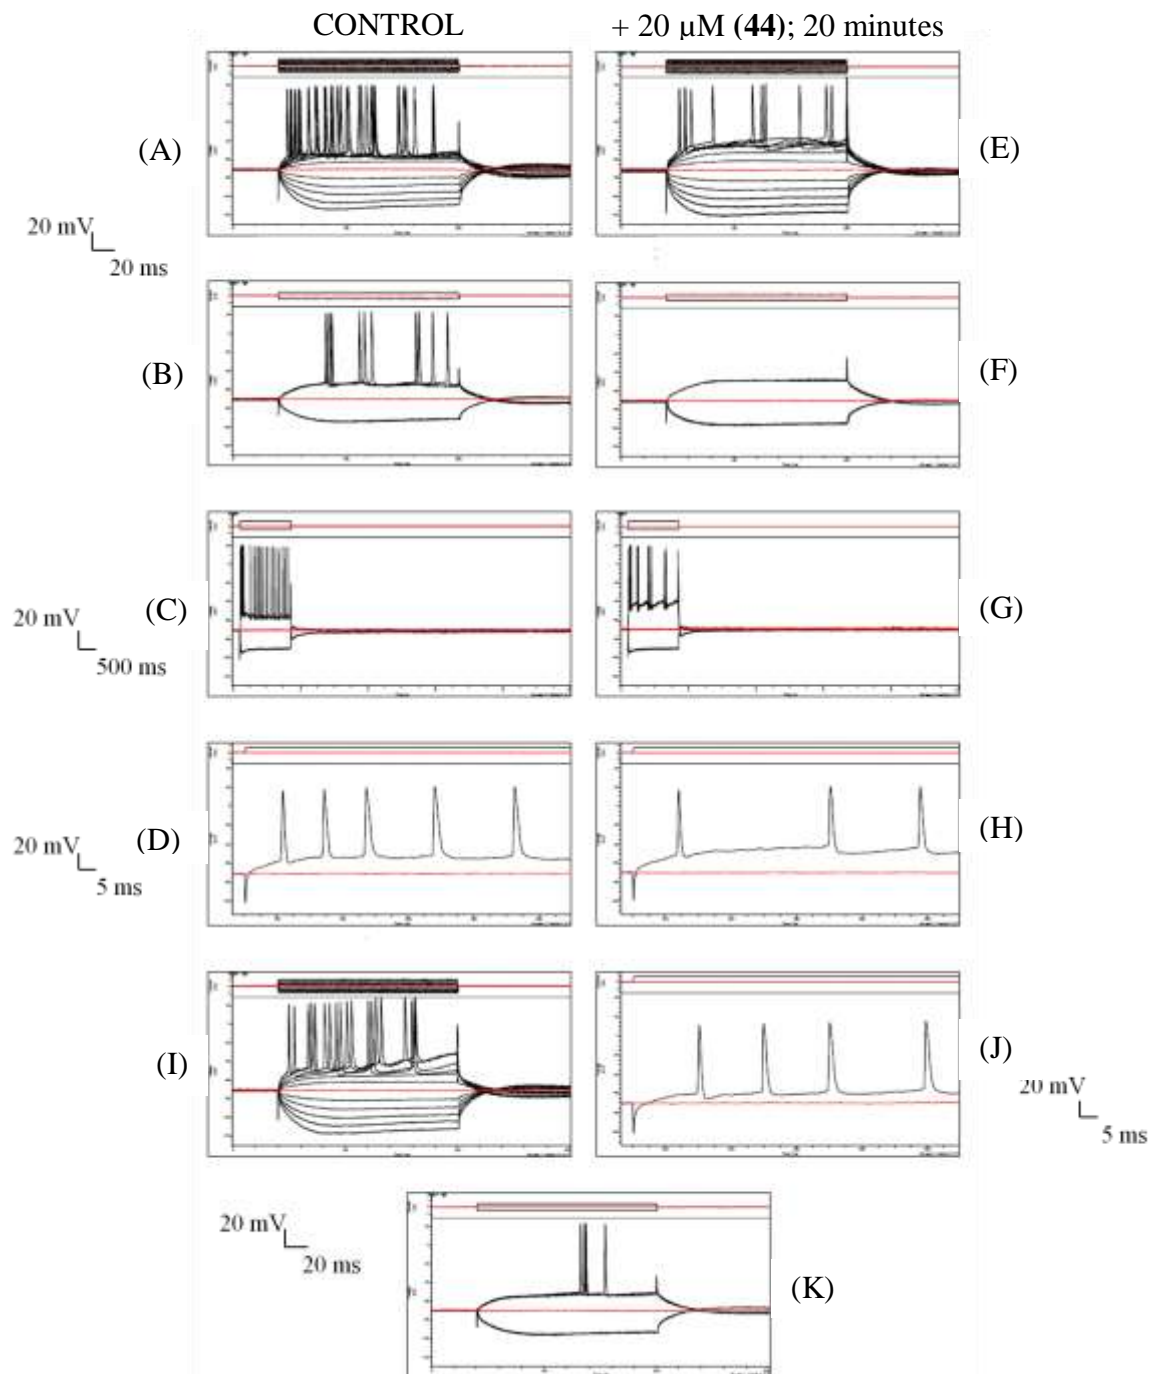 CONTROL
+ 20 µM (44); 20 minutes
(A)
(E)
20 mV
20 ms
(B)
(F)
(C)
(G)
20 mV
500 ms
(D)
(H)
20 mV
5 ms
(I)
(J)
20 mV
5 ms
20 mV
20 ms
(K)